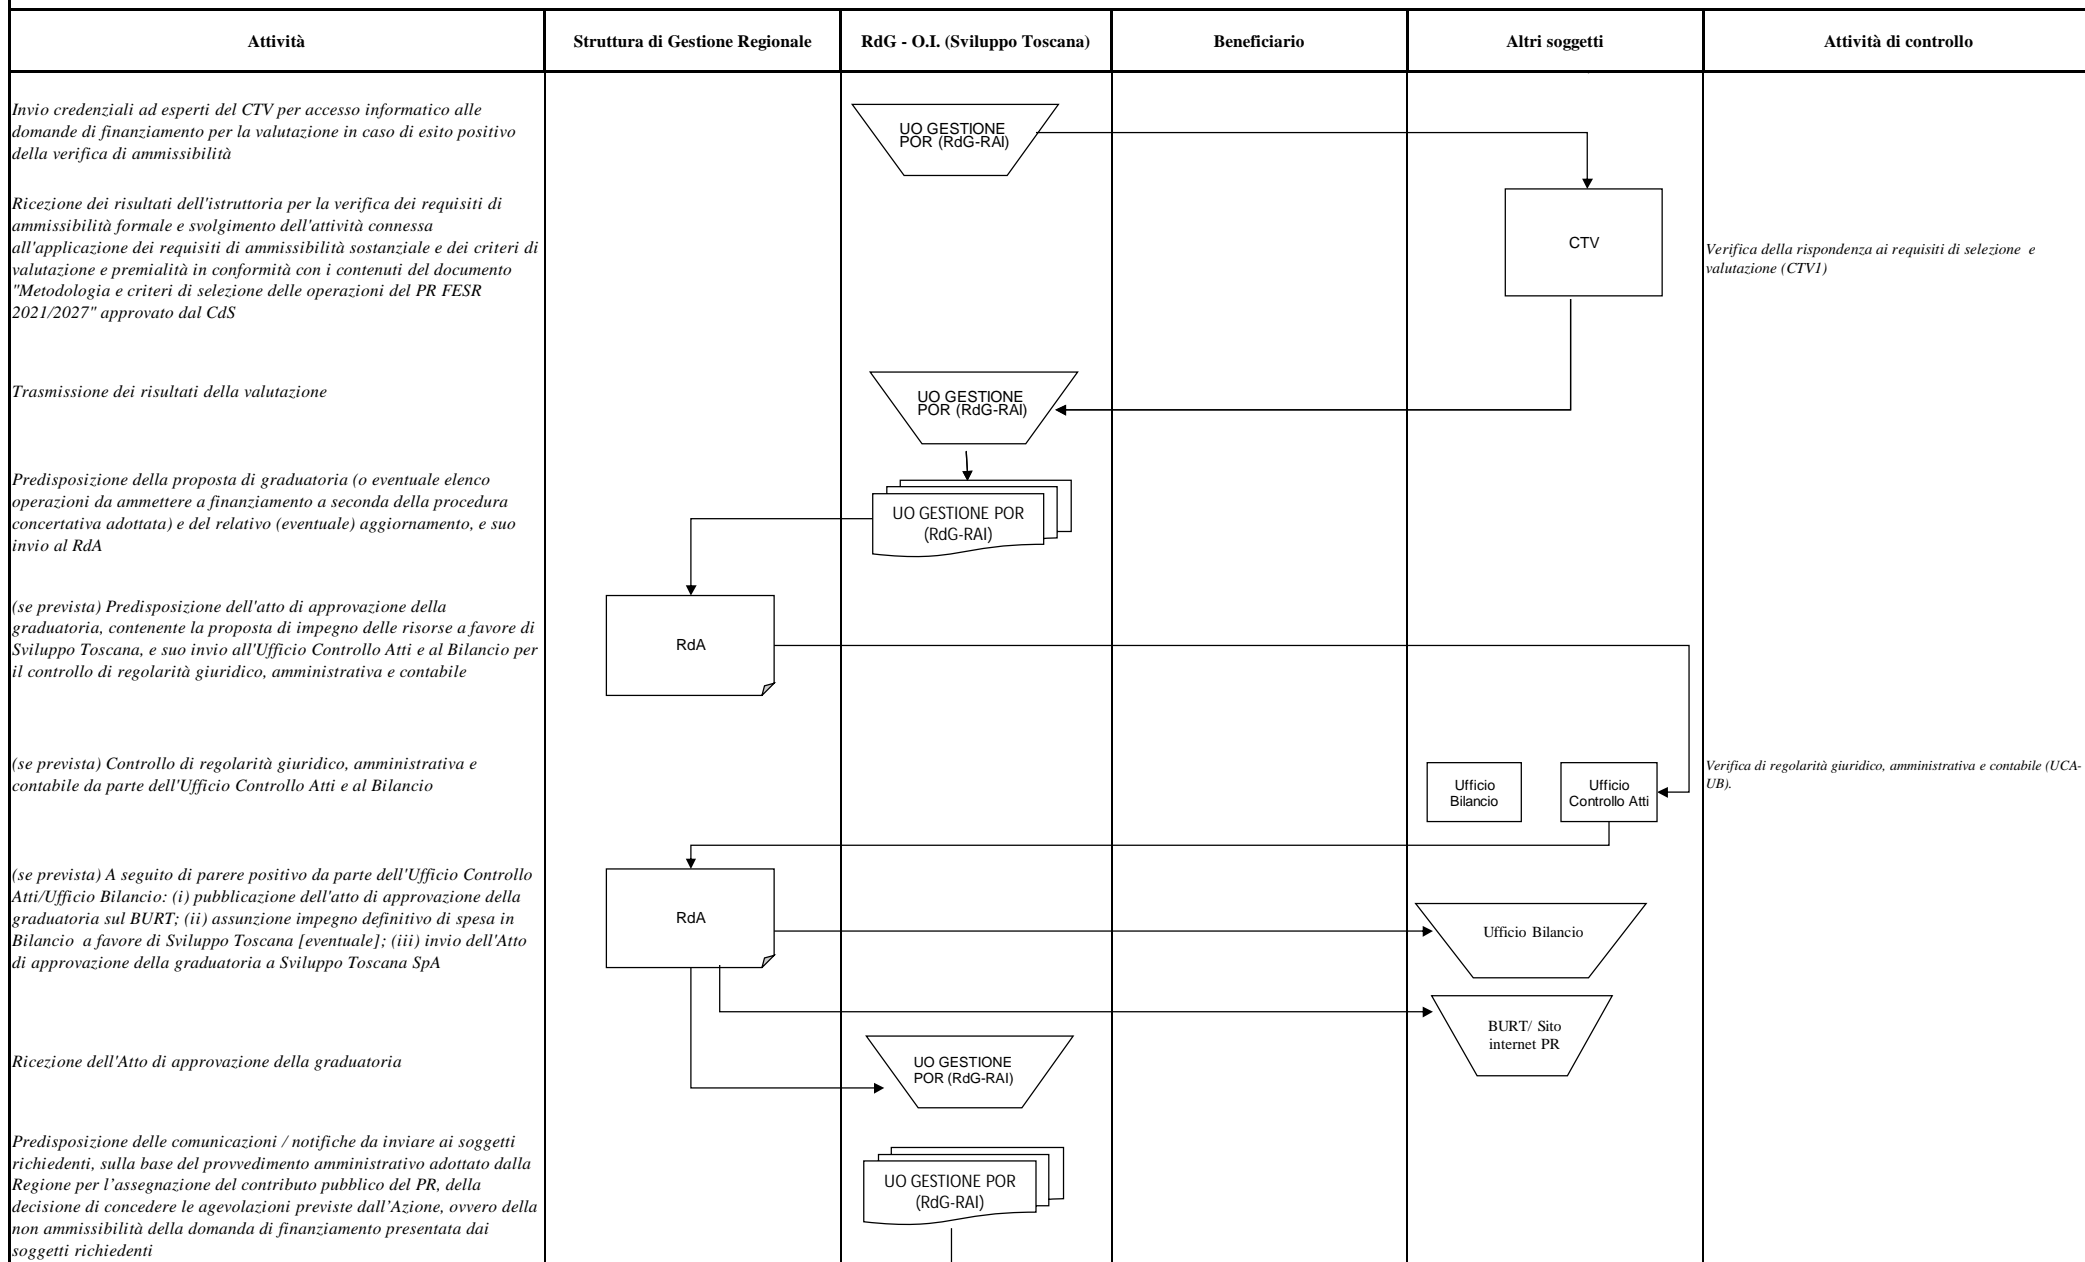 Attività
Struttura di Gestione Regionale
RdG - O.I. (Sviluppo Toscana)
Beneficiario
Altri soggetti
Attività di controllo
Invio credenziali ad esperti del CTV per accesso informatico alle
domande di finanziamento per la valutazione in caso di esito positivo
della verifica di ammissibilità
UO GESTIONE
POR (RdG-RAI)
Ricezione dei risultati dell'istruttoria per la verifica dei requisiti di
ammissibilità formale e svolgimento dell'attività connessa
all'applicazione dei requisiti di ammissibilità sostanziale e dei criteri di
valutazione e premialità in conformità con i contenuti del documento
"Metodologia e criteri di selezione delle operazioni del PR FESR
2021/2027" approvato dal CdS
CTV
Verifica della rispondenza ai requisiti di selezione e
valutazione (CTV1)
Trasmissione dei risultati della valutazione
UO GESTIONE
POR (RdG-RAI)
Predisposizione della proposta di graduatoria (o eventuale elenco
operazioni da ammettere a finanziamento a seconda della procedura
concertativa adottata) e del relativo (eventuale) aggiornamento, e suo
invio al RdA
UO GESTIONE POR
(RdG-RAI)
(se prevista) Predisposizione dell'atto di approvazione della
graduatoria, contenente la proposta di impegno delle risorse a favore di
Sviluppo Toscana, e suo invio all'Ufficio Controllo Atti e al Bilancio per
il controllo di regolarità giuridico, amministrativa e contabile
RdA
(se prevista) Controllo di regolarità giuridico, amministrativa e
contabile da parte dell'Ufficio Controllo Atti e al Bilancio
Ufficio
Bilancio
Ufficio
Controllo Atti
Verifica di regolarità giuridico, amministrativa e contabile (UCA-
UB).
(se prevista) A seguito di parere positivo da parte dell'Ufficio Controllo
Atti/Ufficio Bilancio: (i) pubblicazione dell'atto di approvazione della
graduatoria sul BURT; (ii) assunzione impegno definitivo di spesa in
Bilancio a favore di Sviluppo Toscana [eventuale]; (iii) invio dell'Atto
di approvazione della graduatoria a Sviluppo Toscana SpA
RdA
Ufficio Bilancio
BURT/ Sito
internet PR
Ricezione dell'Atto di approvazione della graduatoria
UO GESTIONE
POR (RdG-RAI)
Predisposizione delle comunicazioni / notifiche da inviare ai soggetti
richiedenti, sulla base del provvedimento amministrativo adottato dalla
Regione per l’assegnazione del contributo pubblico del PR, della
decisione di concedere le agevolazioni previste dall’Azione, ovvero della
non ammissibilità della domanda di finanziamento presentata dai
soggetti richiedenti
UO GESTIONE POR
(RdG-RAI)